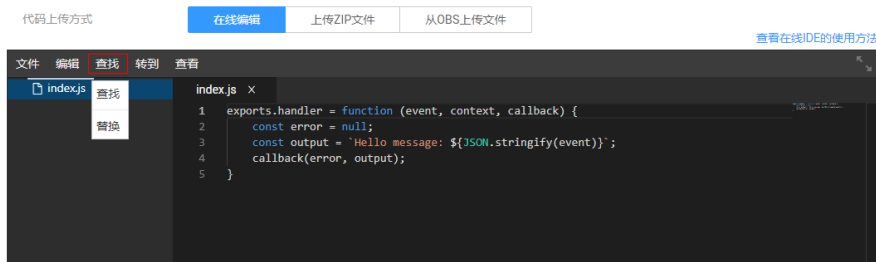 代码上传方式 在线编辑 上传ZIP文件 从OBS上传文件
查看在线IDE的使用方法
文件 编辑 查找 转到 查看
index.js index.js ×
查找
替换
1 exports.handler = function (event, context, callback) {
2 const error = null;
3 const output = `Hello message: ${JSON.stringify(event)}`;
4 callback(error, output);
5 }